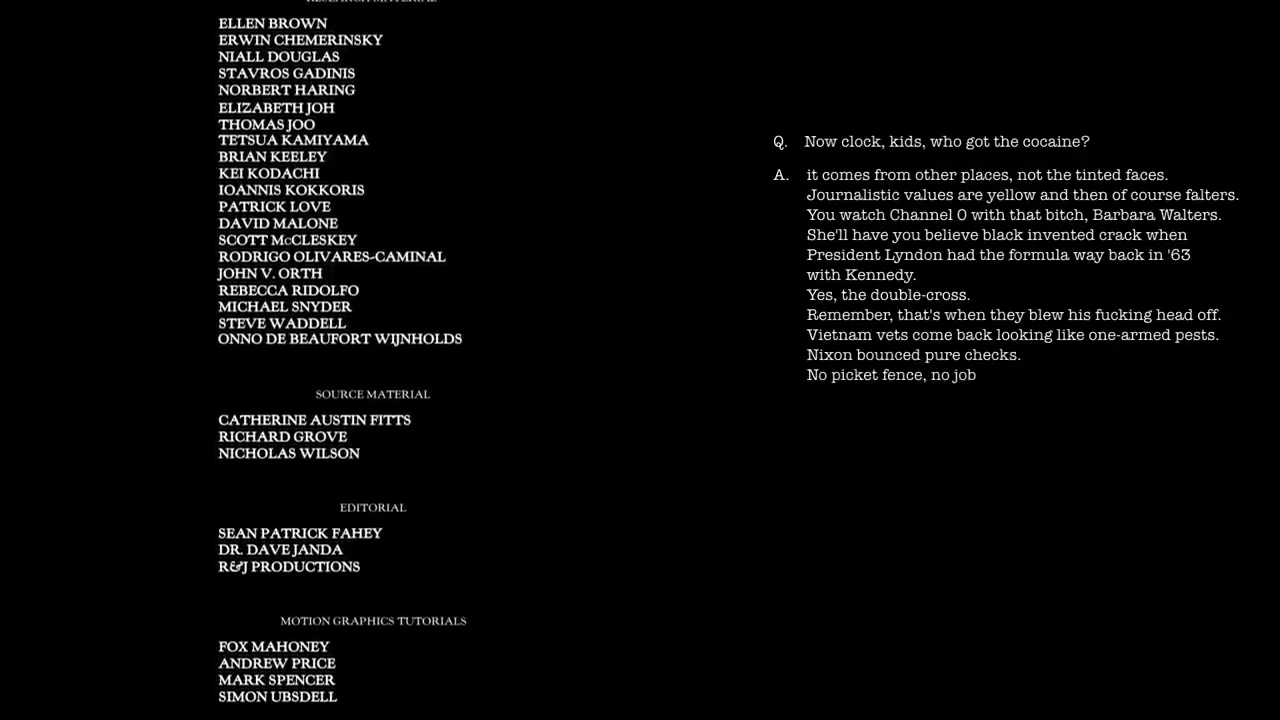 RESEARCH MATERIAL
ELLEN BROWN
ERWIN CHEMERINSKY
NIALL DOUGLAS
STAVROS GADINIS
NORBERT HARING
ELIZABETH JOH
THOMAS JOO
TETSUA KAMIYAMA
BRIAN KEELEY
KEI KODACHI
IOANNIS KOKKORIS
PATRICK LOVE
DAVID MALONE
SCOTT McCLESKEY
RODRIGO OLIVARES-CAMINAL
JOHN V. ORTH
REBECCA RIDOLFO
MICHAEL SNYDER
STEVE WADDELL
ONNO DE BEAUFORT WIJNHOLDS
SOURCE MATERIAL
CATHERINE AUSTIN FITTS
RICHARD GROVE
NICHOLAS WILSON
EDITORIAL
SEAN PATRICK FAHEY
DR. DAVE JANDA
R&J PRODUCTIONS
MOTION GRAPHICS TUTORIALS
FOX MAHONEY
ANDREW PRICE
MARK SPENCER
SIMON UBSDELL
Q. Now clock, kids, who got the cocaine?
A. it comes from other places, not the tinted faces.
Journalistic values are yellow and then of course falters.
You watch Channel 0 with that bitch, Barbara Walters.
She'll have you believe black invented crack when
President Lyndon had the formula way back in '63
with Kennedy.
Yes, the double-cross.
Remember, that's when they blew his fucking head off.
Vietnam vets come back looking like one-armed pests.
Nixon bounced pure checks.
No picket fence, no job